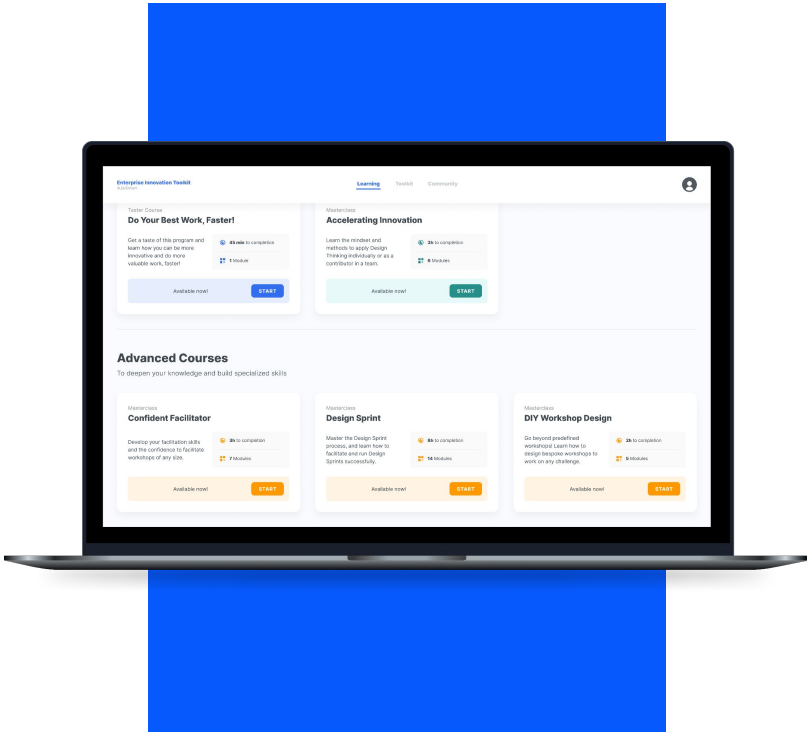 Enterprise Innovation Toolkit
Learning
Toolkit
Community
Taster Course
Do Your Best Work, Faster!
Get a taste of this program and
learn how you can be more
innovative and do more
valuable work, faster!
45 min to completion
1 Module
Available now!
START
Masterclass
Accelerating Innovation
Learn the mindset and
methods to apply Design
Thinking individually or as a
contributor in a team.
3h to completion
6 Modules
Available now!
START
Advanced Courses
To deepen your knowledge and build specialized skills
Masterclass
Confident Facilitator
Develop your facilitation skills
and the confidence to facilitate
workshops of any size.
3h to completion
7 Modules
Available now!
START
Masterclass
Design Sprint
Master the Design Sprint
process, and learn how to
facilitate and run Design
Sprints successfully.
to completion
14 Modules
Available now!
START
Masterclass
DIY Workshop Design
Go beyond predefined
workshops! Learn how to
design bespoke workshops to
work on any challenge.
2h to completion
5 Modules
Available now!
START